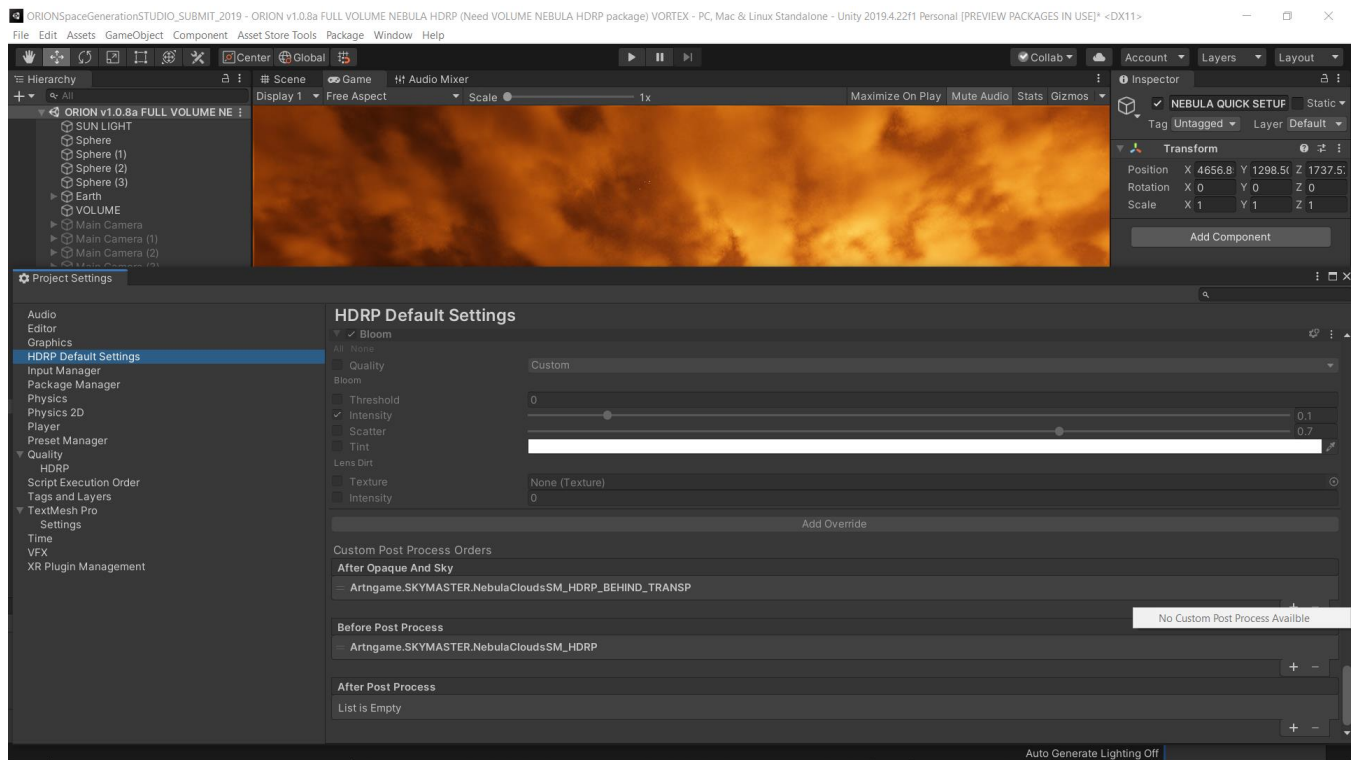 ORIONSpaceGenerationSTUDIO_SUBMIT_2019 - ORION v1.0.8a FULL VOLUME NEBULA HDRP (Need VOLUME NEBULA HDRP package) VORTEX - PC, Mac & Linux Standalone - Unity 2019.4.22f1 Personal [PREVIEW PACKAGES IN USE]* <DX11>
File Edit Assets GameObject Component Asset Store Tools Package Window Help
Center Global Collab Account Layers Layout
Hierarchy Scene Game Audio Mixer Inspector
All Display 1 Free Aspect Scale 1x Maximize On Play Mute Audio Stats Gizmos
ORION v1.0.8a FULL VOLUME NE
SUN LIGHT
Sphere
Sphere (1)
Sphere (2)
Sphere (3)
Earth
VOLUME
Main Camera
Main Camera (1)
Main Camera (2)
NEBULA QUICK SETUP Static
Tag Untagged Layer Default
Transform
Position X 4656.8 Y 1298.50 Z 1737.5
Rotation X 0 Y 0 Z 0
Scale X 1 Y 1 Z 1
Add Component
Project Settings
Audio
Editor
Graphics
HDRP Default Settings
Input Manager
Package Manager
Physics
Physics 2D
Player
Preset Manager
Quality
HDRP
Script Execution Order
Tags and Layers
TextMesh Pro
Settings
Time
VFX
XR Plugin Management
HDRP Default Settings
Bloom
All None
Quality Custom
Bloom
Threshold 0
Intensity 0.1
Scatter 0.7
Tint
Lens Dirt
Texture None (Texture)
Intensity 0
Add Override
Custom Post Process Orders
After Opaque And Sky
Artngame.SKYMASTER.NebulaCloudsSM_HDRP_BEHIND_TRANSP
No Custom Post Process Availble
Before Post Process
Artngame.SKYMASTER.NebulaCloudsSM_HDRP
After Post Process
List is Empty
Auto Generate Lighting Off